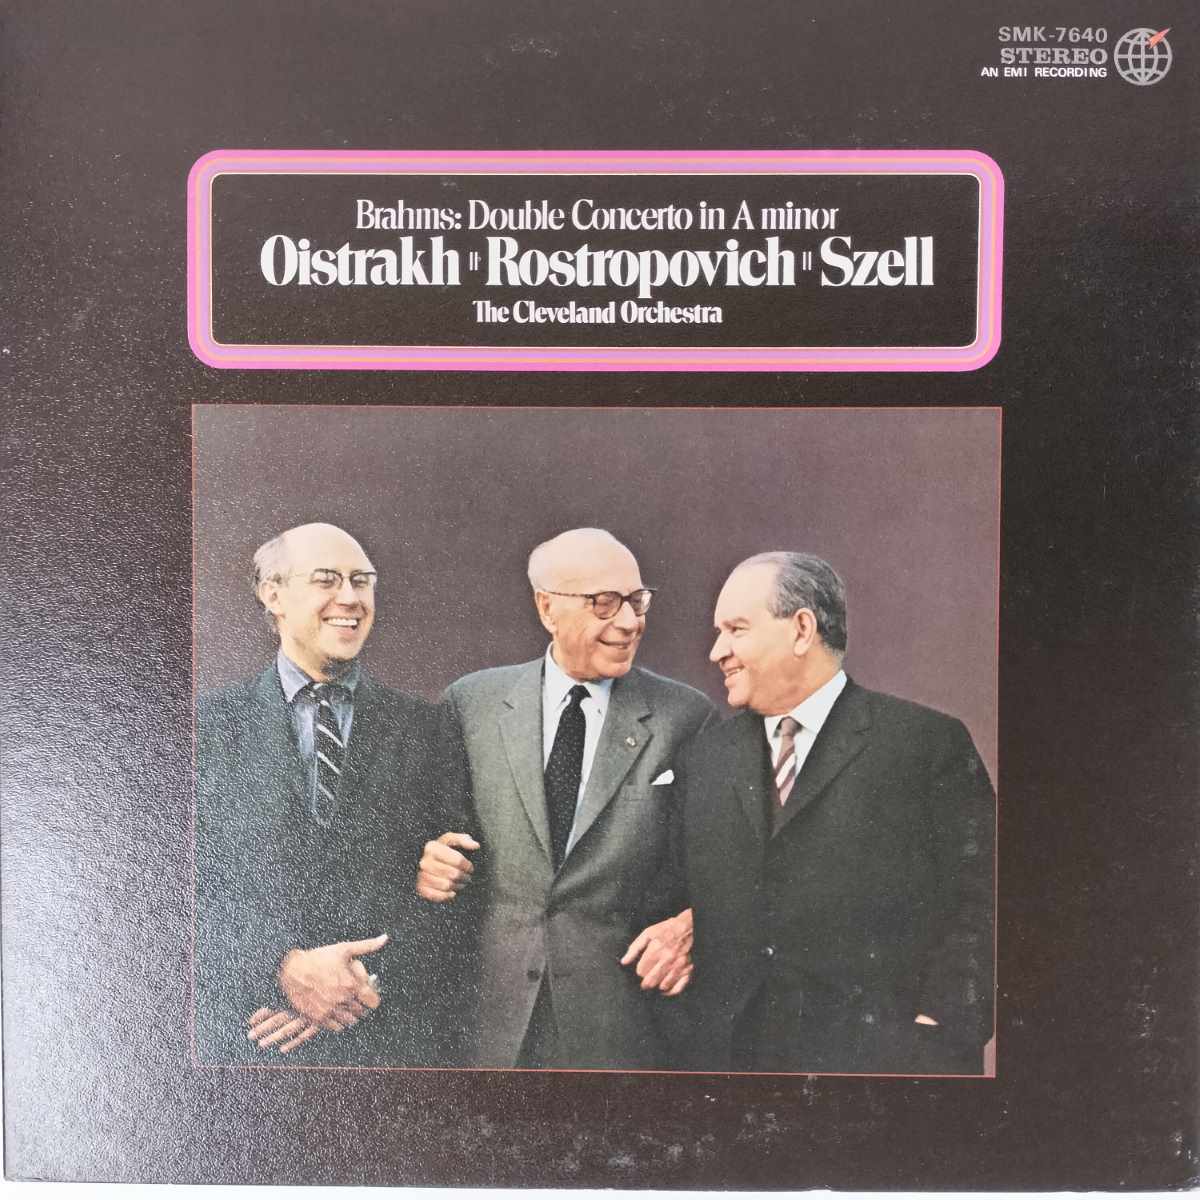 SMK-7640
STEREO
AN EMI RECORDING
Brahms: Double Concerto in A minor
Oistrakh " Rostropovich " Szell
The Cleveland Orchestra